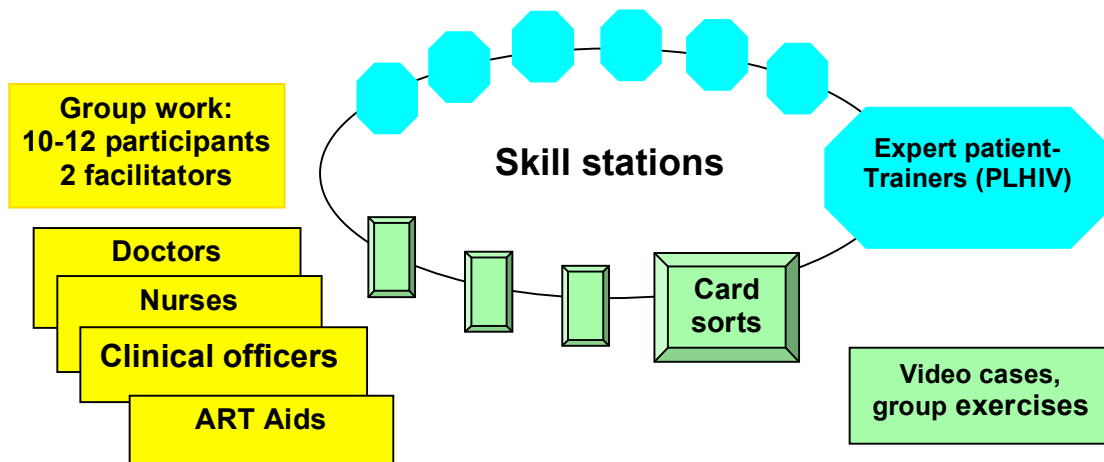 Group work:
10-12 participants
2 facilitators
Doctors
Nurses
Clinical officers
ART Aids
Skill stations
Expert patient-
Trainers (PLHIV)
Card
sorts
Video cases,
group exercises